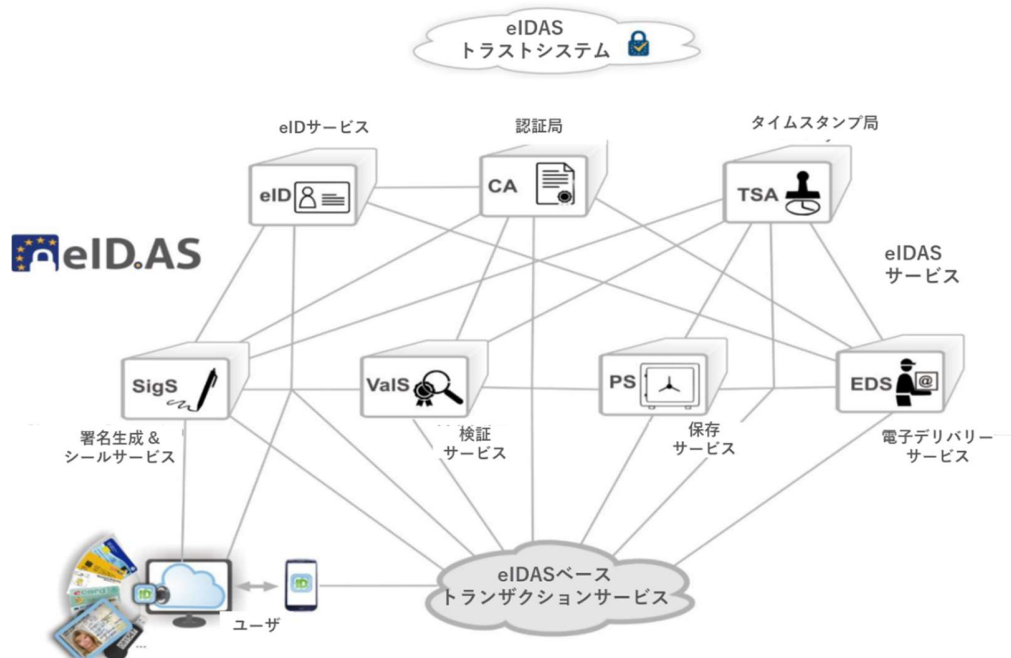 eIDAS
トラストシステム
eIDサービス
認証局
タイムスタンプ局
eID
CA
TSA
eID.AS
eIDAS
サービス
SigS
ValS
PS
EDS
@
署名生成 &
シールサービス
検証
サービス
保存
サービス
電子デリバリー
サービス
eIDASベース
トランザクションサービス
iD
iD
ユーザ
...